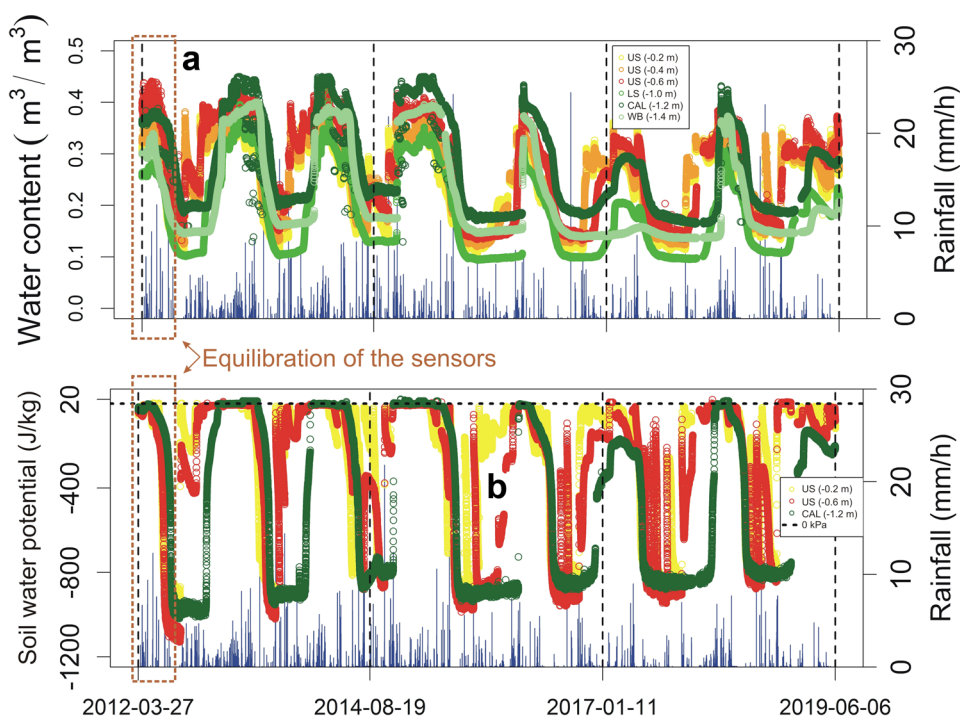 Water content ( m³ / m³)
0.0
0.1
0.2
0.3
0.4
0.5
a
US (-0.2 m)
US (-0.4 m)
US (-0.6 m)
LS (-1.0 m)
CAL (-1.2 m)
WB (-1.4 m)
30
20
10
0
Rainfall (mm/h)
Equilibration of the sensors
Soil water potential (J/kg)
20
-400
-800
-1200
b
US (-0.2 m)
US (-0.6 m)
CAL (-1.2 m)
0 kPa
30
20
10
0
Rainfall (mm/h)
2012-03-27 2014-08-19 2017-01-11 2019-06-06